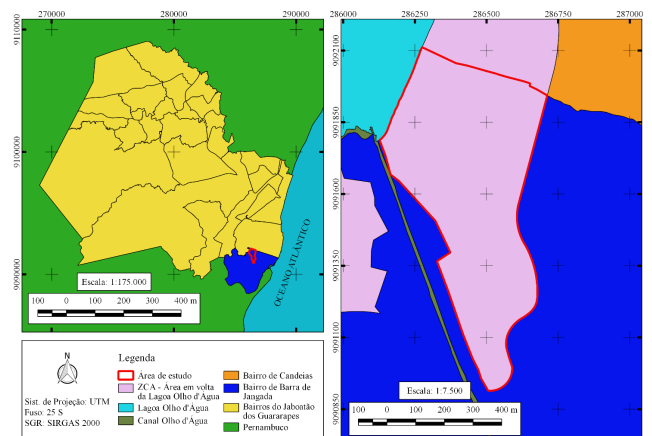 270000
280000
290000
9110000
9100000
9090000
OCEANO ATLÂNTICO
Escala: 1:175.000
100 0 100 200 300 400 m
286000
286250
286500
286750
287000
9092100
9091850
9091600
9091350
9091100
9090850
Escala: 1:7.500
100 0 100 200 300 400 m
N
Sist. de Projeção: UTM
Fuso: 25 S
SGR: SIRGAS 2000
Legenda
Área de estudo
ZCA - Área em volta
da Lagoa Olho d'Água
Lagoa Olho d'Água
Canal Olho d'Água
Bairro de Candeias
Bairro de Barra de
Jangada
Bairros do Jaboatão
dos Guararapes
Pernambuco